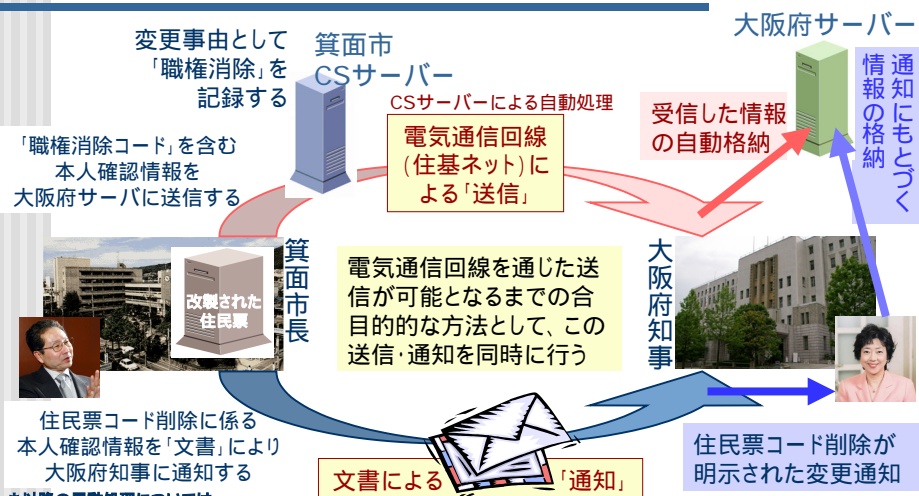 変更事由として
「職権消除」を
記録する
箕面市
CSサーバー
大阪府サーバー
CSサーバーによる自動処理
電気通信回線
(住基ネット)に
よる「送信」
受信した情報
の自動格納
通知にもとづく
情報の格納
「職権消除コード」を含む
本人確認情報を
大阪府サーバに送信する
改製された
住民票
箕面市長
電気通信回線を通じた送
信が可能となるまでの合
目的的な方法として、この
送信・通知を同時に行う
大阪府知事
住民票コード削除に係る
本人確認情報を「文書」により
大阪府知事に通知する
文書による
「通知」
住民票コード削除が
明示された変更通知